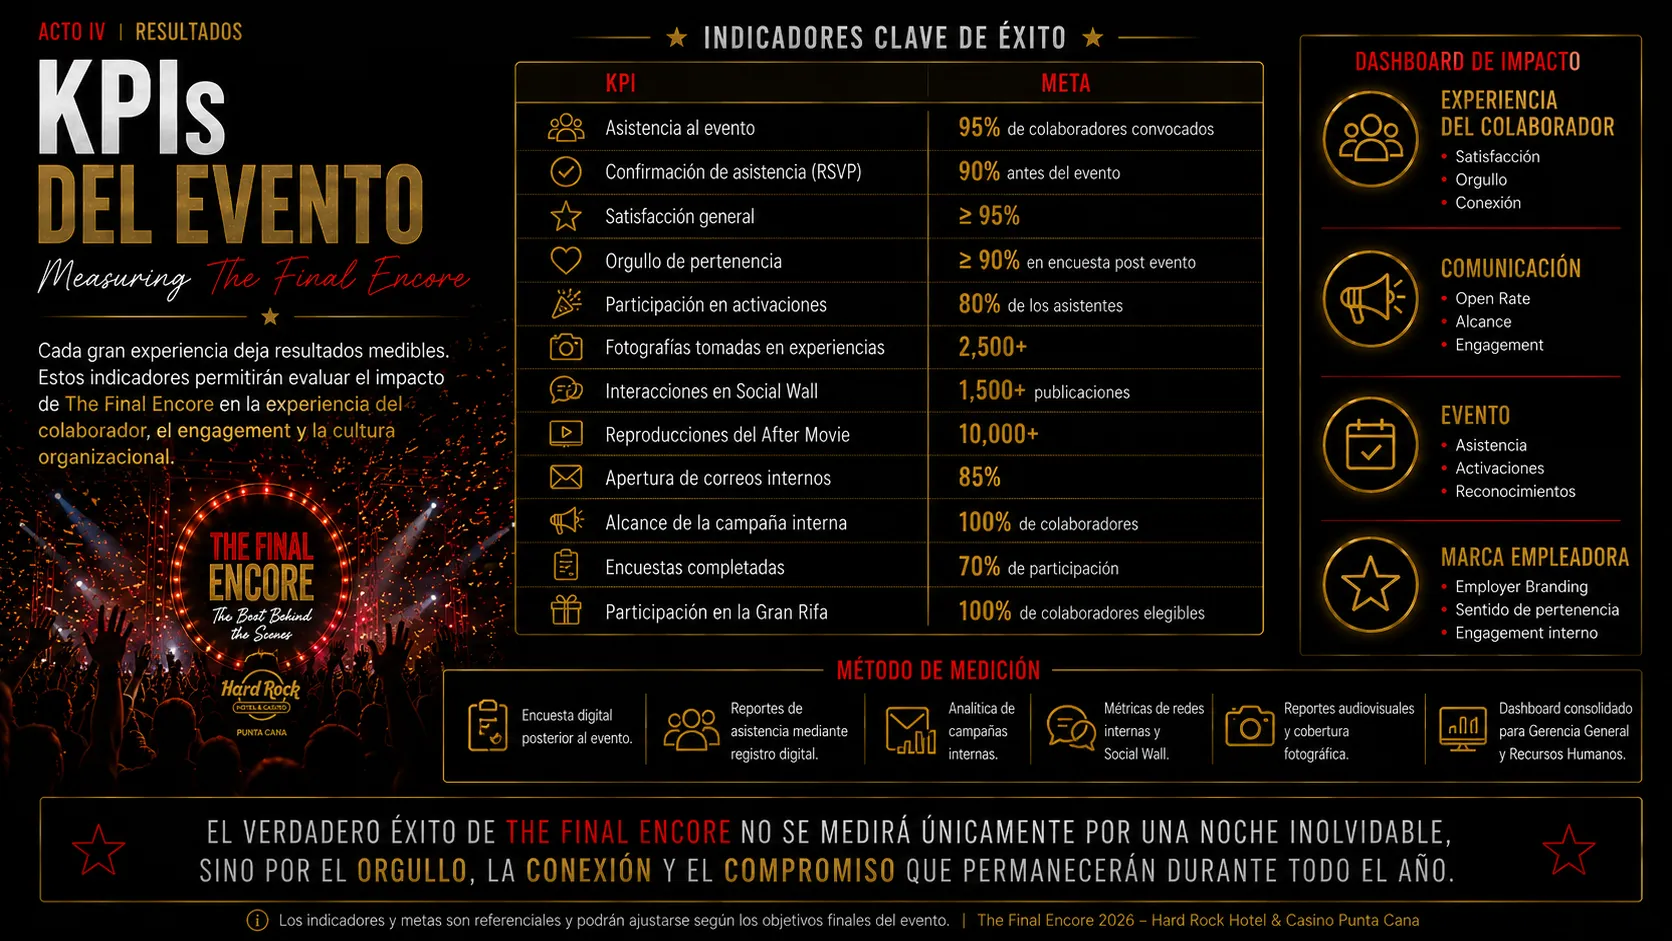 ACTO IV | RESULTADOS
KPIs
DEL EVENTO
Measuring The Final Encore
Cada gran experiencia deja resultados medibles.
Estos indicadores permitirán evaluar el impacto
de The Final Encore en la experiencia del
colaborador, el engagement y la cultura
organizacional.
THE FINAL
ENCORE
The Best Behind
the Scenes
Hard Rock
HOTEL & CASINO
PUNTA CANA
INDICADORES CLAVE DE ÉXITO
KPI META
Asistencia al evento 95% de colaboradores convocados
Confirmación de asistencia (RSVP) 90% antes del evento
Satisfacción general ≥ 95%
Orgullo de pertenencia ≥ 90% en encuesta post evento
Participación en activaciones 80% de los asistentes
Fotografías tomadas en experiencias 2,500+
Interacciones en Social Wall 1,500+ publicaciones
Reproducciones del After Movie 10,000+
Apertura de correos internos 85%
Alcance de la campaña interna 100% de colaboradores
Encuestas completadas 70% de participación
Participación en la Gran Rifa 100% de colaboradores elegibles
DASHBOARD DE IMPACTO
EXPERIENCIA
DEL COLABORADOR
• Satisfacción
• Orgullo
• Conexión
COMUNICACIÓN
• Open Rate
• Alcance
• Engagement
EVENTO
• Asistencia
• Activaciones
• Reconocimientos
MARCA EMPLEADORA
• Employer Branding
• Sentido de pertenencia
• Engagement interno
MÉTODO DE MEDICIÓN
Encuesta digital
posterior al evento.
Reportes de
asistencia mediante
registro digital.
Analítica de
campañas
internas.
Métricas de redes
internas y
Social Wall.
Reportes audiovisuales
y cobertura
fotográfica.
Dashboard consolidado
para Gerencia General
y Recursos Humanos.
EL VERDADERO ÉXITO DE THE FINAL ENCORE NO SE MEDIRÁ ÚNICAMENTE POR UNA NOCHE INOLVIDABLE,
SINO POR EL ORGULLO, LA CONEXIÓN Y EL COMPROMISO QUE PERMANECERÁN DURANTE TODO EL AÑO.
Los indicadores y metas son referenciales y podrán ajustarse según los objetivos finales del evento. | The Final Encore 2026 – Hard Rock Hotel & Casino Punta Cana